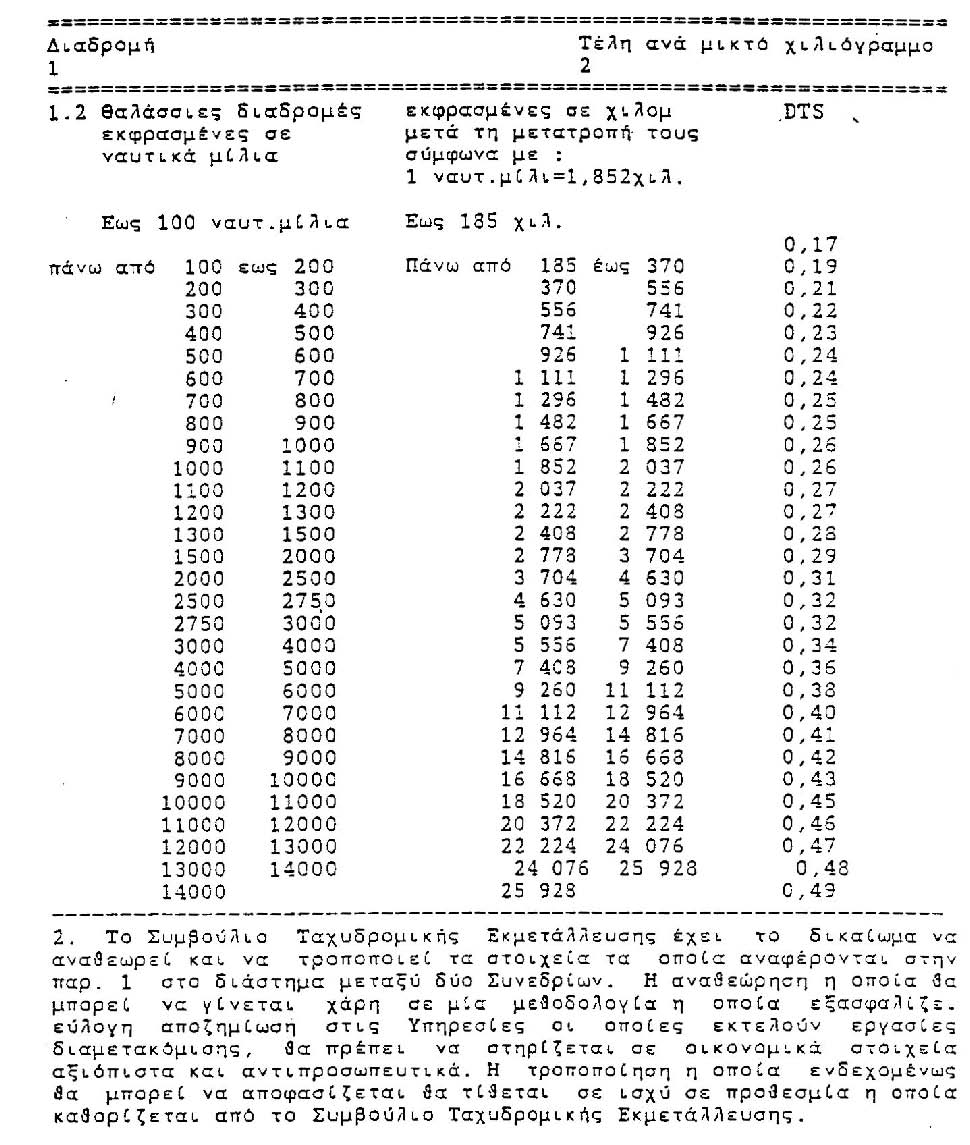 Διαδρομή Τέλη ανά μικτό χιλιόγραμμο
1 2
1.2 Θαλάσσιες διαδρομές εκφρασμένες σε χιλομ DTS
εκφρασμένες σε μετά τη μετατροπή τους
ναυτικά μίλια σύμφωνα με :
1 ναυτ.μίλι=1,852χιλ.
Εως 100 ναυτ.μίλια Εως 185 χιλ.
0,17
πάνω από 100 εως 200 Πάνω από 185 έως 370 0,19
200 300 370 556 0,21
300 400 556 741 0,22
400 500 741 926 0,23
500 600 926 1 111 0,24
600 700 1 111 1 296 0,24
700 800 1 296 1 482 0,25
800 900 1 482 1 667 0,25
900 1000 1 667 1 852 0,26
1000 1100 1 852 2 037 0,26
1100 1200 2 037 2 222 0,27
1200 1300 2 222 2 408 0,27
1300 1500 2 408 2 778 0,28
1500 2000 2 778 3 704 0,29
2000 2500 3 704 4 630 0,31
2500 2750 4 630 5 093 0,32
2750 3000 5 093 5 556 0,32
3000 4000 5 556 7 408 0,34
4000 5000 7 408 9 260 0,36
5000 6000 9 260 11 112 0,38
6000 7000 11 112 12 964 0,40
7000 8000 12 964 14 816 0,41
8000 9000 14 816 16 668 0,42
9000 10000 16 668 18 520 0,43
10000 11000 18 520 20 372 0,45
11000 12000 20 372 22 224 0,46
12000 13000 22 224 24 076 0,47
13000 14000 24 076 25 928 0,48
14000 25 928 0,49
2. Το Συμβούλιο Ταχυδρομικής Εκμετάλλευσης έχει το δικαίωμα να
αναθεωρεί και να τροποποιεί τα στοιχεία τα οποία αναφέρονται στην
παρ. 1 στο διάστημα μεταξύ δύο Συνεδρίων. Η αναθεώρηση η οποία θα
μπορεί να γίνεται χάρη σε μία μεθοδολογία η οποία εξασφαλίζε.
εύλογη αποζημίωση στις Υπηρεσίες οι οποίες εκτελούν εργασίες
διαμετακόμισης, θα πρέπει να στηρίζεται σε οικονομικά στοιχεία
αξιόπιστα και αντιπροσωπευτικά. Η τροποποίηση η οποία ενδεχομένως
θα μπορεί να αποφασίζεται θα τίθεται σε ισχύ σε προθεσμία η οποία
καθορίζεται από το Συμβούλιο Ταχυδρομικής Εκμετάλλευσης.